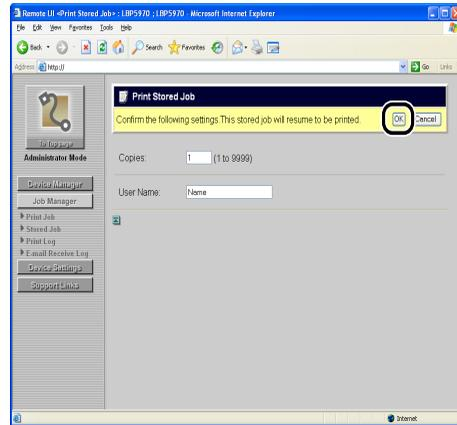 Remote UI <Print Stored Job> : LBP5970 ; LBP5970 - Microsoft Internet Explorer
File Edit View Favorites Tools Help
Back Search Favorites
Address http:// Go Links
To Top page
Administrator Mode
Device Manager
Job Manager
Print Job
Stored Job
Print Log
E-mail Receive Log
Device Settings
Support Links
Print Stored Job
Confirm the following settings.This stored job will resume to be printed. OK Cancel
Copies: 1 (1 to 9999)
User Name: Name
Internet